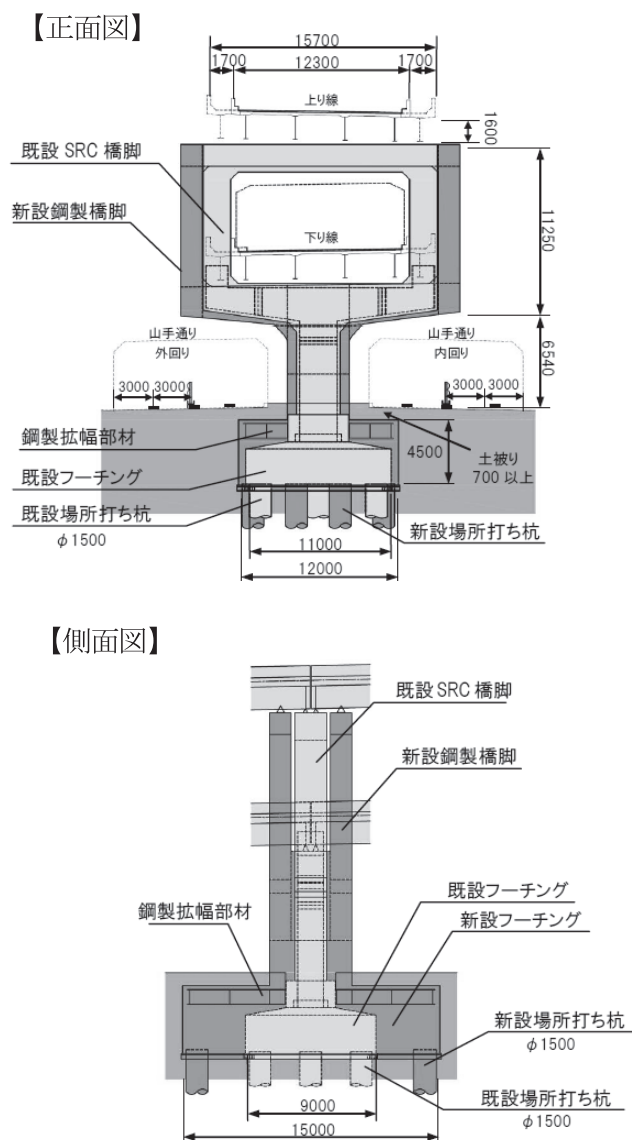 【正面図】
15700
1700
12300
1700
上り線
1600
既設 SRC 橋脚
新設鋼製橋脚
11250
下り線
山手通り
外回り
山手通り
内回り
6540
3000
3000
3000
3000
鋼製拡幅部材
4500
土被り
700 以上
既設フーチング
既設場所打ち杭
φ1500
新設場所打ち杭
11000
12000
【側面図】
既設 SRC 橋脚
新設鋼製橋脚
既設フーチング
鋼製拡幅部材
新設フーチング
新設場所打ち杭
φ1500
既設場所打ち杭
φ1500
9000
15000